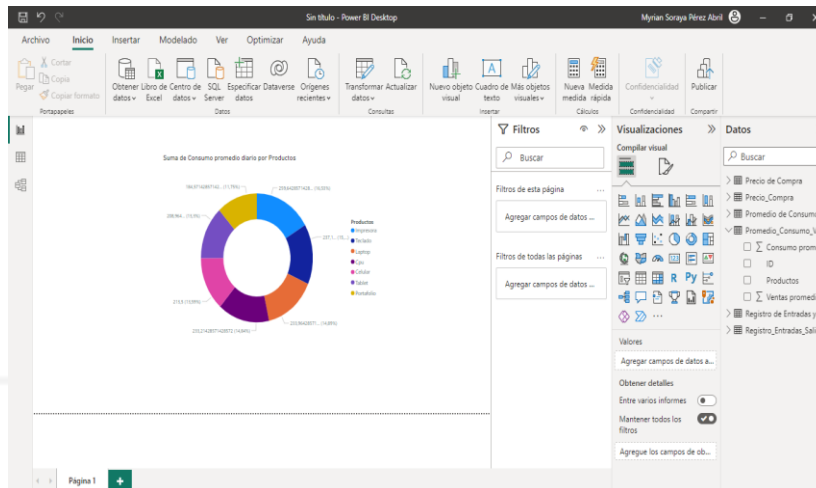 Sin título - Power BI Desktop
Myrian Soraya Pérez Abril
Archivo Inicio Insertar Modelado Ver Optimizar Ayuda
Pegar
Cortar
Copia
Copiar formato
Portapapeles
Obtener datos
Libro de Excel
Centro de datos
SQL Server
Especificar datos
Dataverse
Orígenes recientes
Datos
Transformar datos
Actualizar
Consultas
Nuevo objeto visual
Cuadro de texto
Más objetos visuales
Insertar
Nueva medida
Medida rápida
Cálculos
Confidencialidad
Confidencialidad
Publicar
Compartir
Suma de Consumo promedio diario por Productos
Productos
Impresora
Teclado
Laptop
Cpu
Celular
Tablet
Portafolio
Filtros
Buscar
Filtros de esta página ...
Agregar campos de datos ...
Filtros de todas las páginas ...
Agregar campos de datos ...
Visualizaciones
Compilar visual
R Py
...
Valores
Agregar campos de datos a...
Obtener detalles
Entre varios informes
Mantener todos los
filtros
Agregue los campos de ob...
Datos
Buscar
Precio de Compra
Precio_Compra
Promedio de Consumo
Promedio_Consumo_V
Consumo prom
ID
Productos
Ventas promedi
Registro de Entradas y
Registro_Entradas_Sali
Página 1